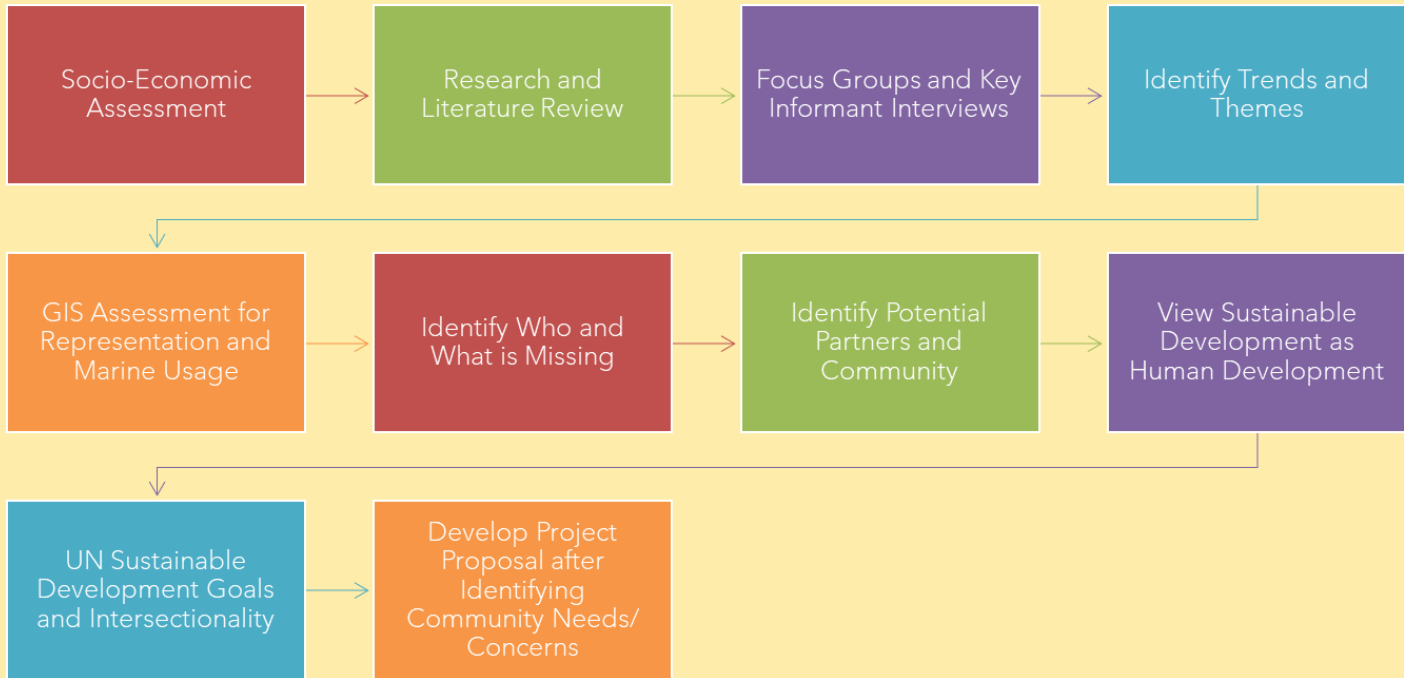 Socio-Economic
Assessment
Research and
Literature Review
Focus Groups and Key
Informant Interviews
Identify Trends and
Themes
GIS Assessment for
Representation and
Marine Usage
Identify Who and
What is Missing
Identify Potential
Partners and
Community
View Sustainable
Development as
Human Development
UN Sustainable
Development Goals
and Intersectionality
Develop Project
Proposal after
Identifying
Community Needs/
Concerns